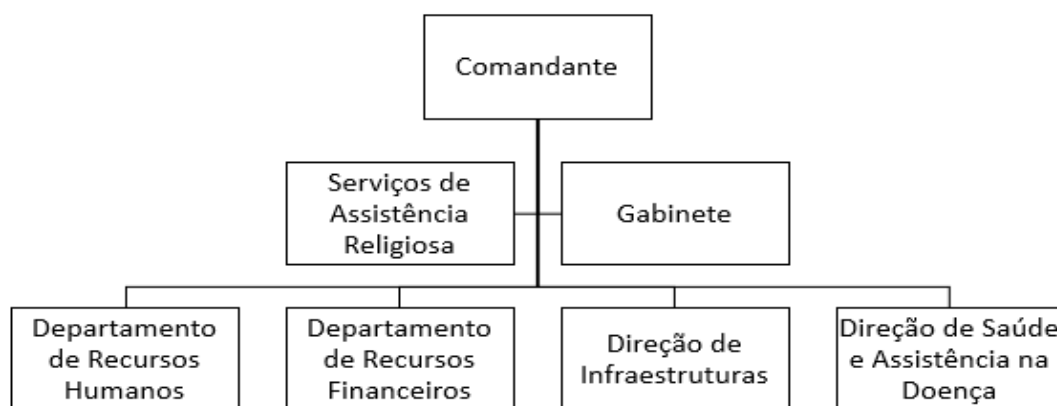 Comandante
Serviços de
Assistência
Religiosa
Gabinete
Departamento
de Recursos
Humanos
Departamento
de Recursos
Financeiros
Direção de
Infraestruturas
Direção de Saúde
e Assistência na
Doença